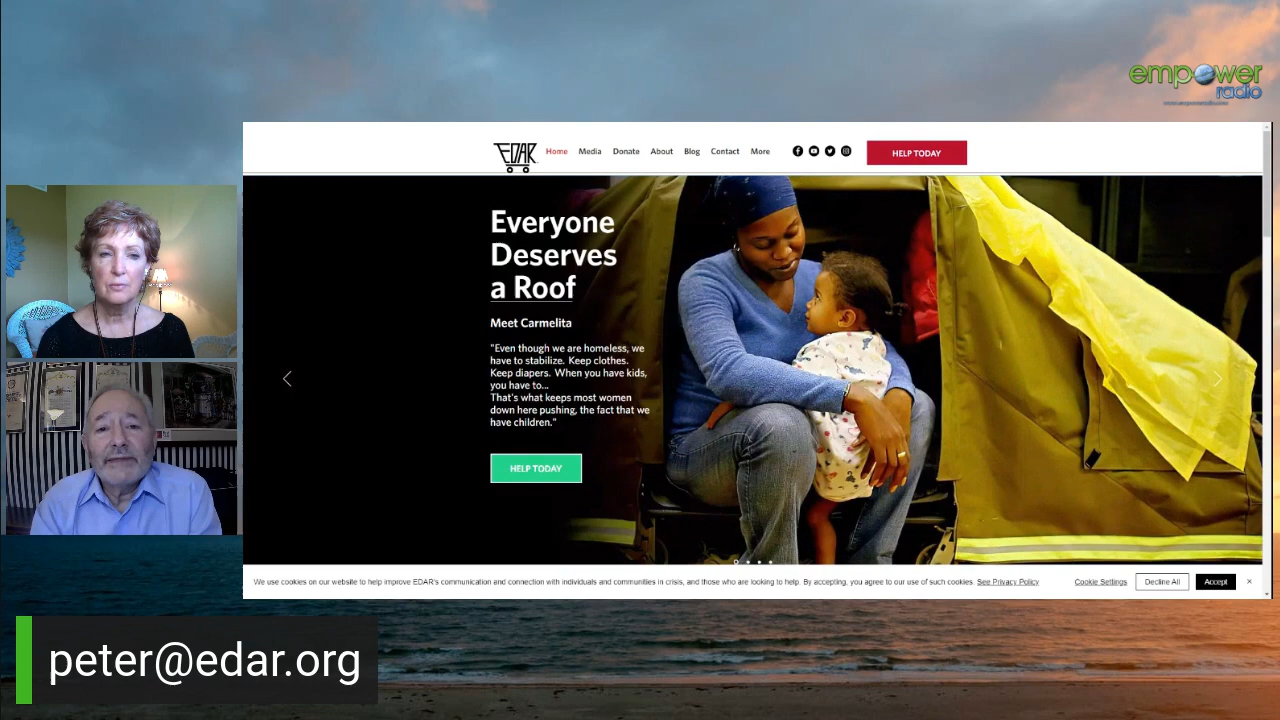 empower
radio
EDAR
Home Media Donate About Blog Contact More
HELP TODAY
Everyone
Deserves
a Roof
Meet Carmelita
"Even though we are homeless, we
have to stabilize. Keep clothes.
Keep diapers. When you have kids,
you have to...
That's what keeps most women
down here pushing, the fact that we
have children."
HELP TODAY
We use cookies on our website to help improve EDAR's communication and connection with individuals and communities in crisis, and those who are looking to help. By accepting, you agree to our use of such cookies. See Privacy Policy
Cookie Settings
Decline All
Accept
peter@edar.org